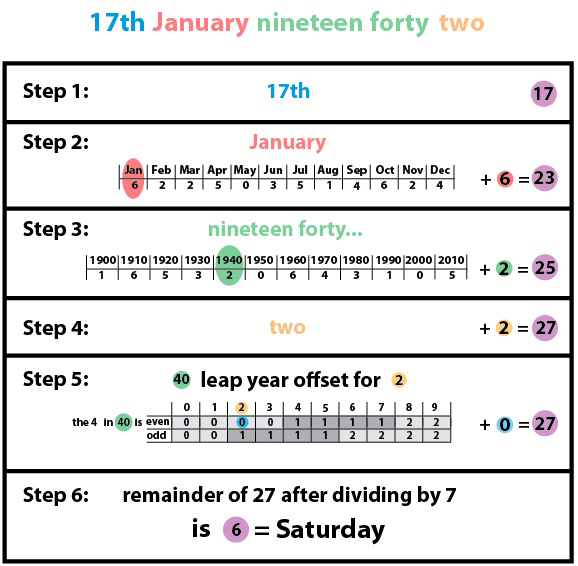 17th January nineteen forty two
Step 1: 17th 17
Step 2: January
Jan Feb Mar Apr May Jun Jul Aug Sep Oct Nov Dec
6 2 2 5 0 3 5 1 4 6 2 4
+ 6 = 23
Step 3: nineteen forty...
1900 1910 1920 1930 1940 1950 1960 1970 1980 1990 2000 2010
1 6 5 3 2 0 6 4 3 1 0 5
+ 2 = 25
Step 4: two + 2 = 27
Step 5: 40 leap year offset for 2
0 1 2 3 4 5 6 7 8 9
the 4 in 40 is even 0 0 0 0 1 1 1 1 2 2
odd 0 0 1 1 1 1 2 2 2 2
+ 0 = 27
Step 6: remainder of 27 after dividing by 7
is 6 = Saturday